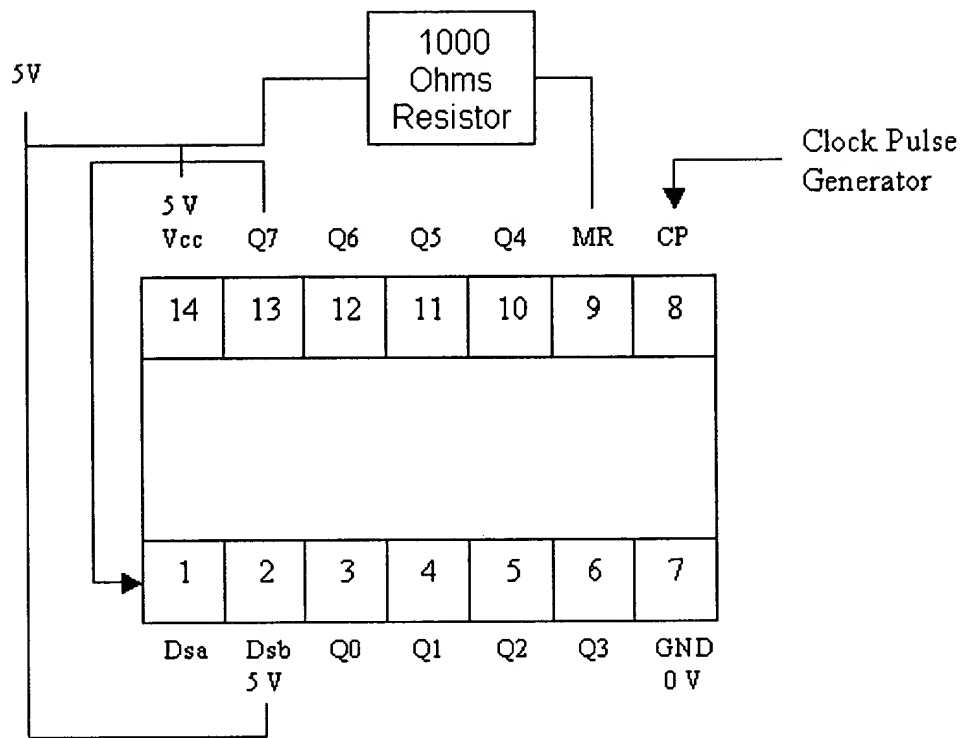 1000
Ohms
Resistor
5V
Clock Pulse
Generator
5 V
Vcc Q7 Q6 Q5 Q4 MR CP
14 13 12 11 10 9 8
1 2 3 4 5 6 7
Dsa Dsb Q0 Q1 Q2 Q3 GND
5 V 0 V